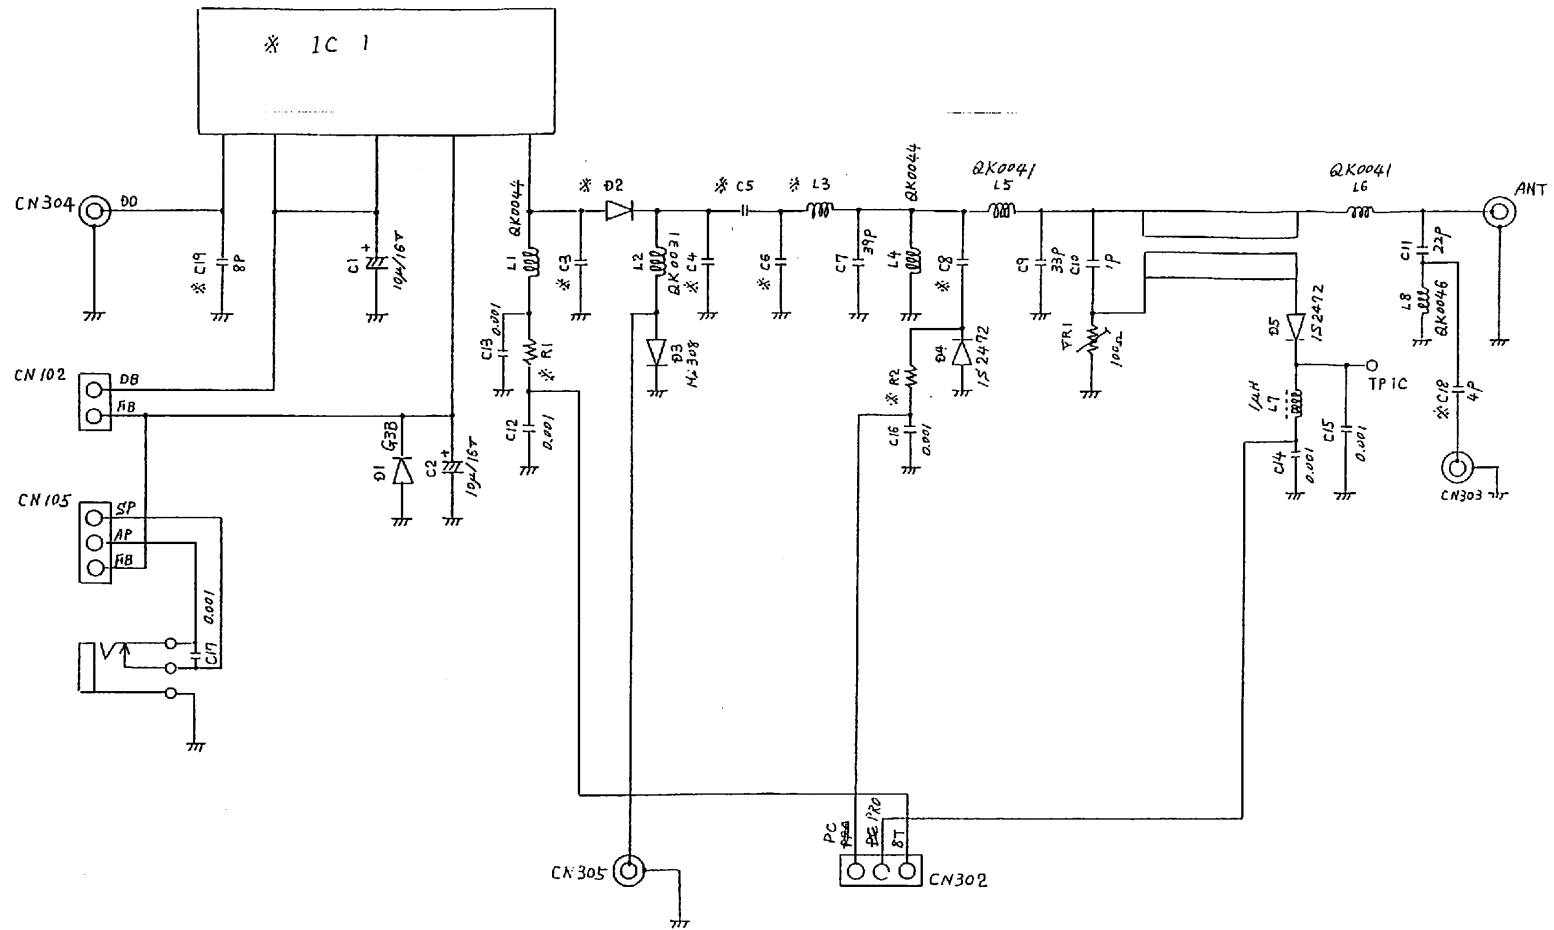 ※ IC 1
CN304
DO
※ C19
8P
C1
10μ/16V
QK0044
L1
※ C3
※ D2
L2
QK0031
※ C4
※ C5
※ C6
※ L3
C7
39P
QK0044
L4
※ C8
QK0041
L5
C9
33P
C10
1P
QK0041
L6
ANT
C11
22P
L8
QK0046
C13
0.001
※ R1
D3
Mi308
※ R2
D4
1S2472
VR1
100Ω
D5
1S2472
TP1C
1μH
L7
C15
0.001
C14
0.001
※ C18
4P
CN303
CN102
DB
HB
G3B
D1
C2
10μ/16V
C12
0.001
C16
0.001
CN105
SP
AP
HB
0.001
C17
PC
PRO
8T
CN305
CN302